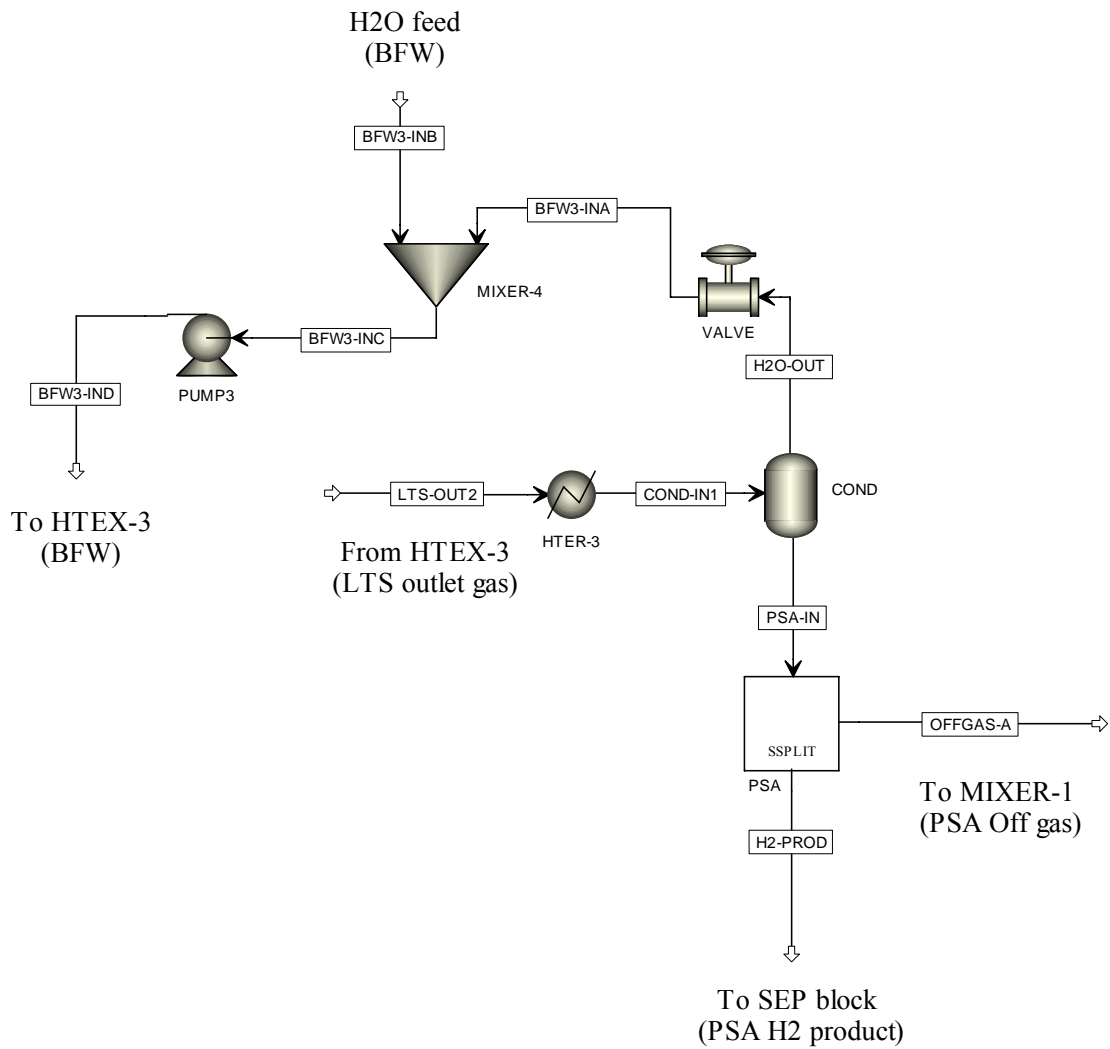 H2O feed
(BFW)
BFW3-INB
BFW3-INA
MIXER-4
VALVE
BFW3-INC
H2O-OUT
BFW3-IND
PUMP3
To HTEX-3
(BFW)
LTS-OUT2
COND-IN1
COND
HTER-3
From HTEX-3
(LTS outlet gas)
PSA-IN
OFFGAS-A
SSPLIT
PSA
To MIXER-1
(PSA Off gas)
H2-PROD
To SEP block
(PSA H2 product)